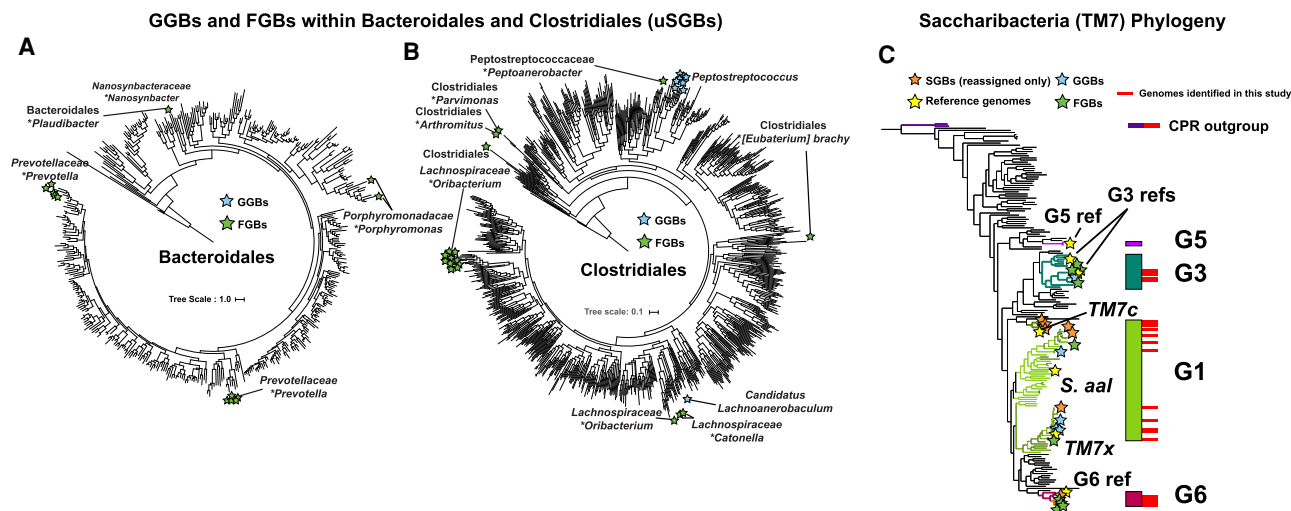 GGBs and FGBs within Bacteroidales and Clostridiales (uSGBs)
Saccharibacteria (TM7) Phylogeny
A
Nanosynbacteraceae
*Nanosynbacter
Bacteroidales
*Plaudibacter
Prevotellaceae
*Prevotella
GGBs
FGBs
Bacteroidales
Tree Scale : 1.0
Porphyromonadacae
*Porphyromonas
Prevotellaceae
*Prevotella
B
Peptostreptococcaceae
*Peptoanerobacter
Peptostreptococcus
Clostridiales
*Parvimonas
Clostridiales
*Arthromitus
Clostridiales
Lachnospiraceae
*Oribacterium
Clostridiales
*[Eubaterium] brachy
GGBs
FGBs
Clostridiales
Tree scale: 0.1
Candidatus
Lachnoanerobaculum
Lachnospiraceae
*Oribacterium
Lachnospiraceae
*Catonella
C
SGBs (reassigned only)
GGBs
Reference genomes
FGBs
Genomes identified in this study
CPR outgroup
G3 refs
G5 ref
G5
G3
TM7c
G1
S. aal
TM7x
G6 ref
G6